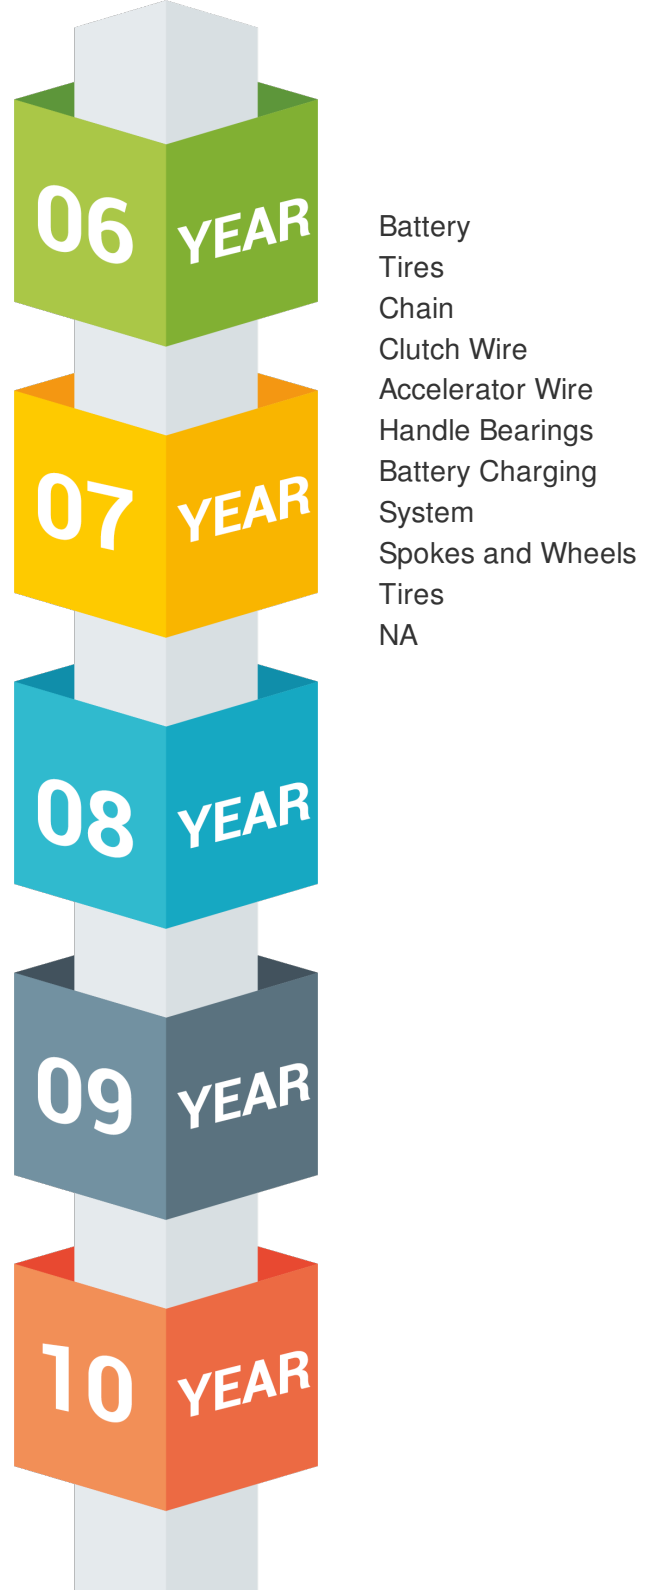 06 YEAR
Battery
Tires
Chain
Clutch Wire
Accelerator Wire
Handle Bearings
Battery Charging
System
Spokes and Wheels
Tires
NA
07 YEAR
08 YEAR
09 YEAR
10 YEAR